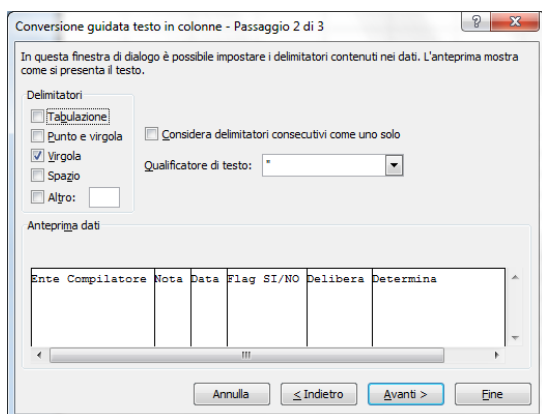 Conversione guidata testo in colonne - Passaggio 2 di 3
In questa finestra di dialogo è possibile impostare i delimitatori contenuti nei dati. L'anteprima mostra
come si presenta il testo.
Delimitatori
Tabulazione
Punto e virgola
Virgola
Spazio
Altro:
Considera delimitatori consecutivi come uno solo
Qualificatore di testo: "
Anteprima dati
Ente Compilatore Nota Data Flag SI/NO Delibera Determina
Annulla < Indietro Avanti > Fine